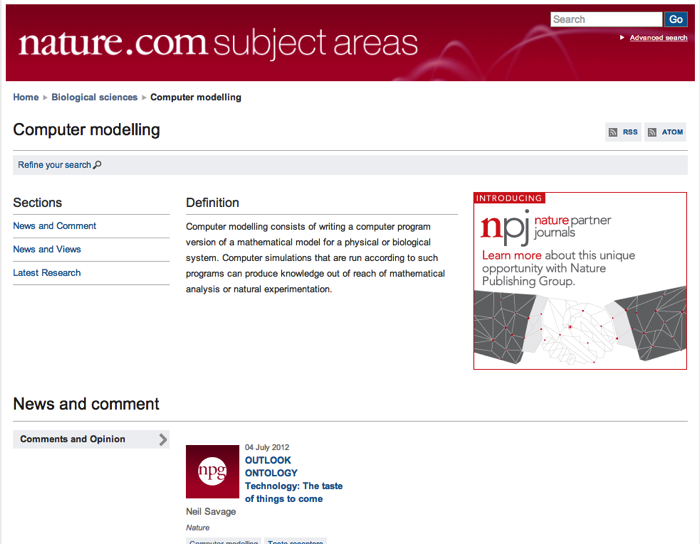 nature.com subject areas
Search Go
Advanced search
Home Biological sciences Computer modelling
Computer modelling
RSS ATOM
Refine your search
Sections
News and Comment
News and Views
Latest Research
Definition
Computer modelling consists of writing a computer program
version of a mathematical model for a physical or biological
system. Computer simulations that are run according to such
programs can produce knowledge out of reach of mathematical
analysis or natural experimentation.
INTRODUCING
npj nature partner
journals
Learn more about this unique
opportunity with Nature
Publishing Group.
News and comment
Comments and Opinion
npg
04 July 2012
OUTLOOK
ONTOLOGY
Technology: The taste
of things to come
Neil Savage
Nature
Computer modelling Taste receptors